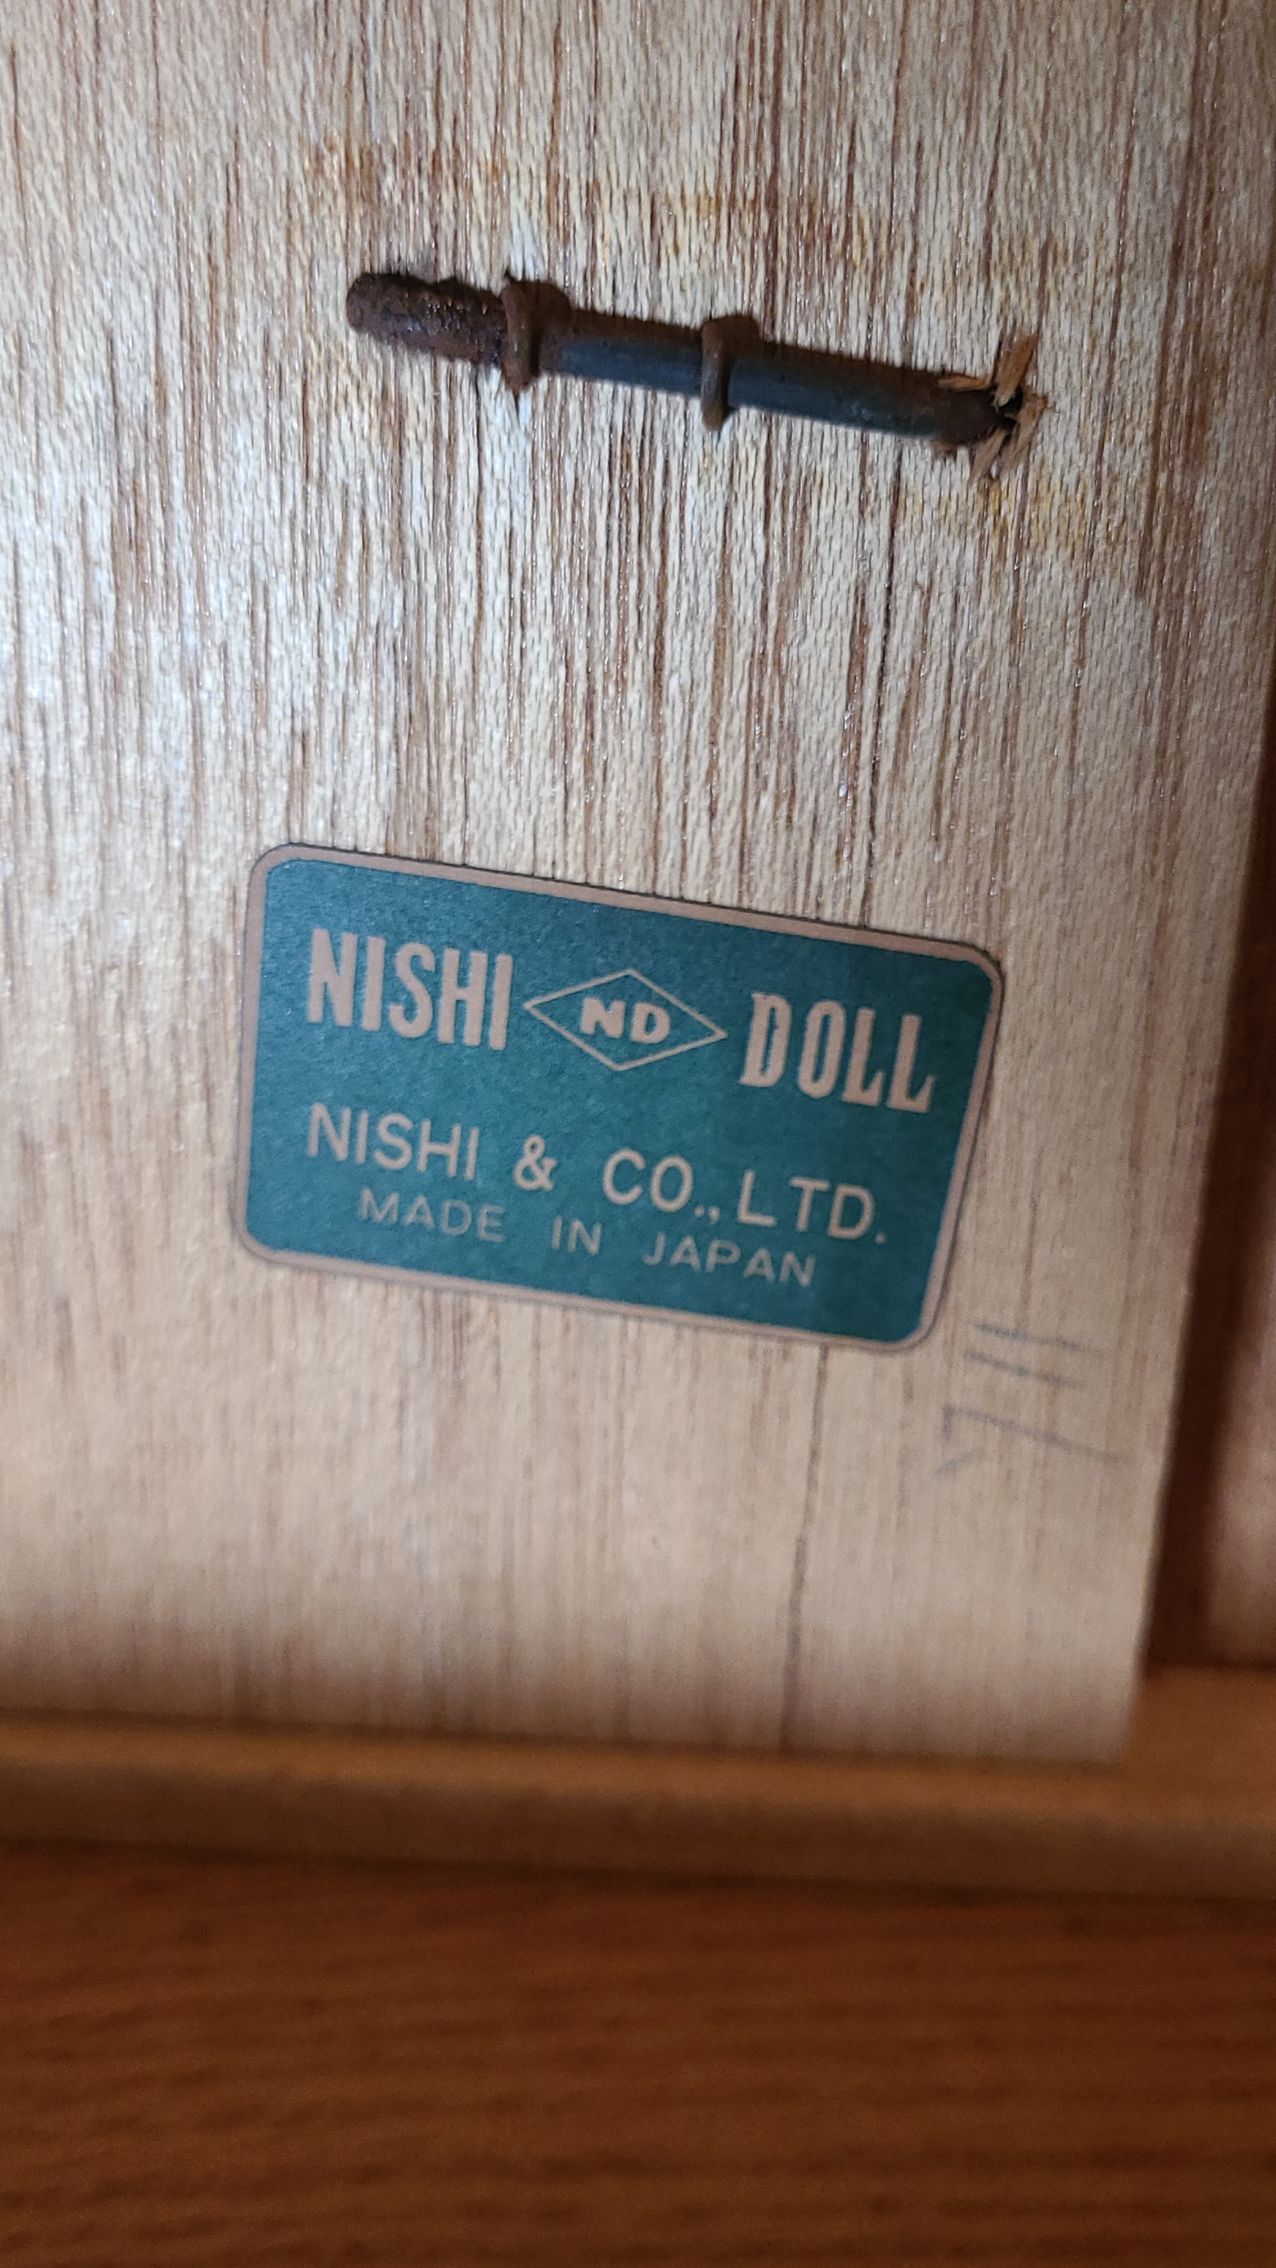 NISHI ND DOLL
NISHI & CO., LTD.
MADE IN JAPAN